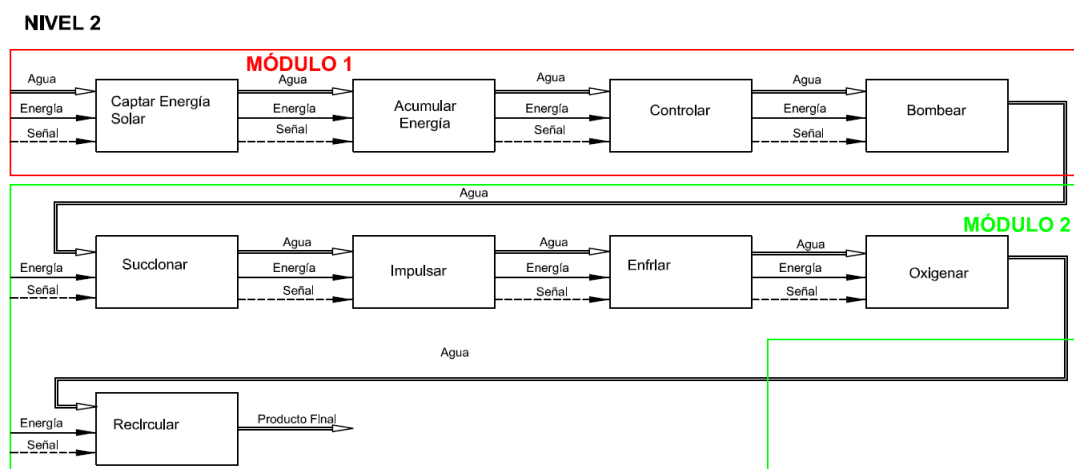 NIVEL 2
MÓDULO 1
Agua
Agua
Agua
Agua
Captar Energía
Solar
Acumular
Energía
Controlar
Bombear
Energía
Energía
Energía
Energía
Señal
Señal
Señal
Señal
Agua
MÓDULO 2
Agua
Agua
Agua
Succionar
Impulsar
Enfriar
Oxigenar
Energía
Energía
Energía
Energía
Señal
Señal
Señal
Señal
Agua
Energía
Recircular
Producto Final
Señal